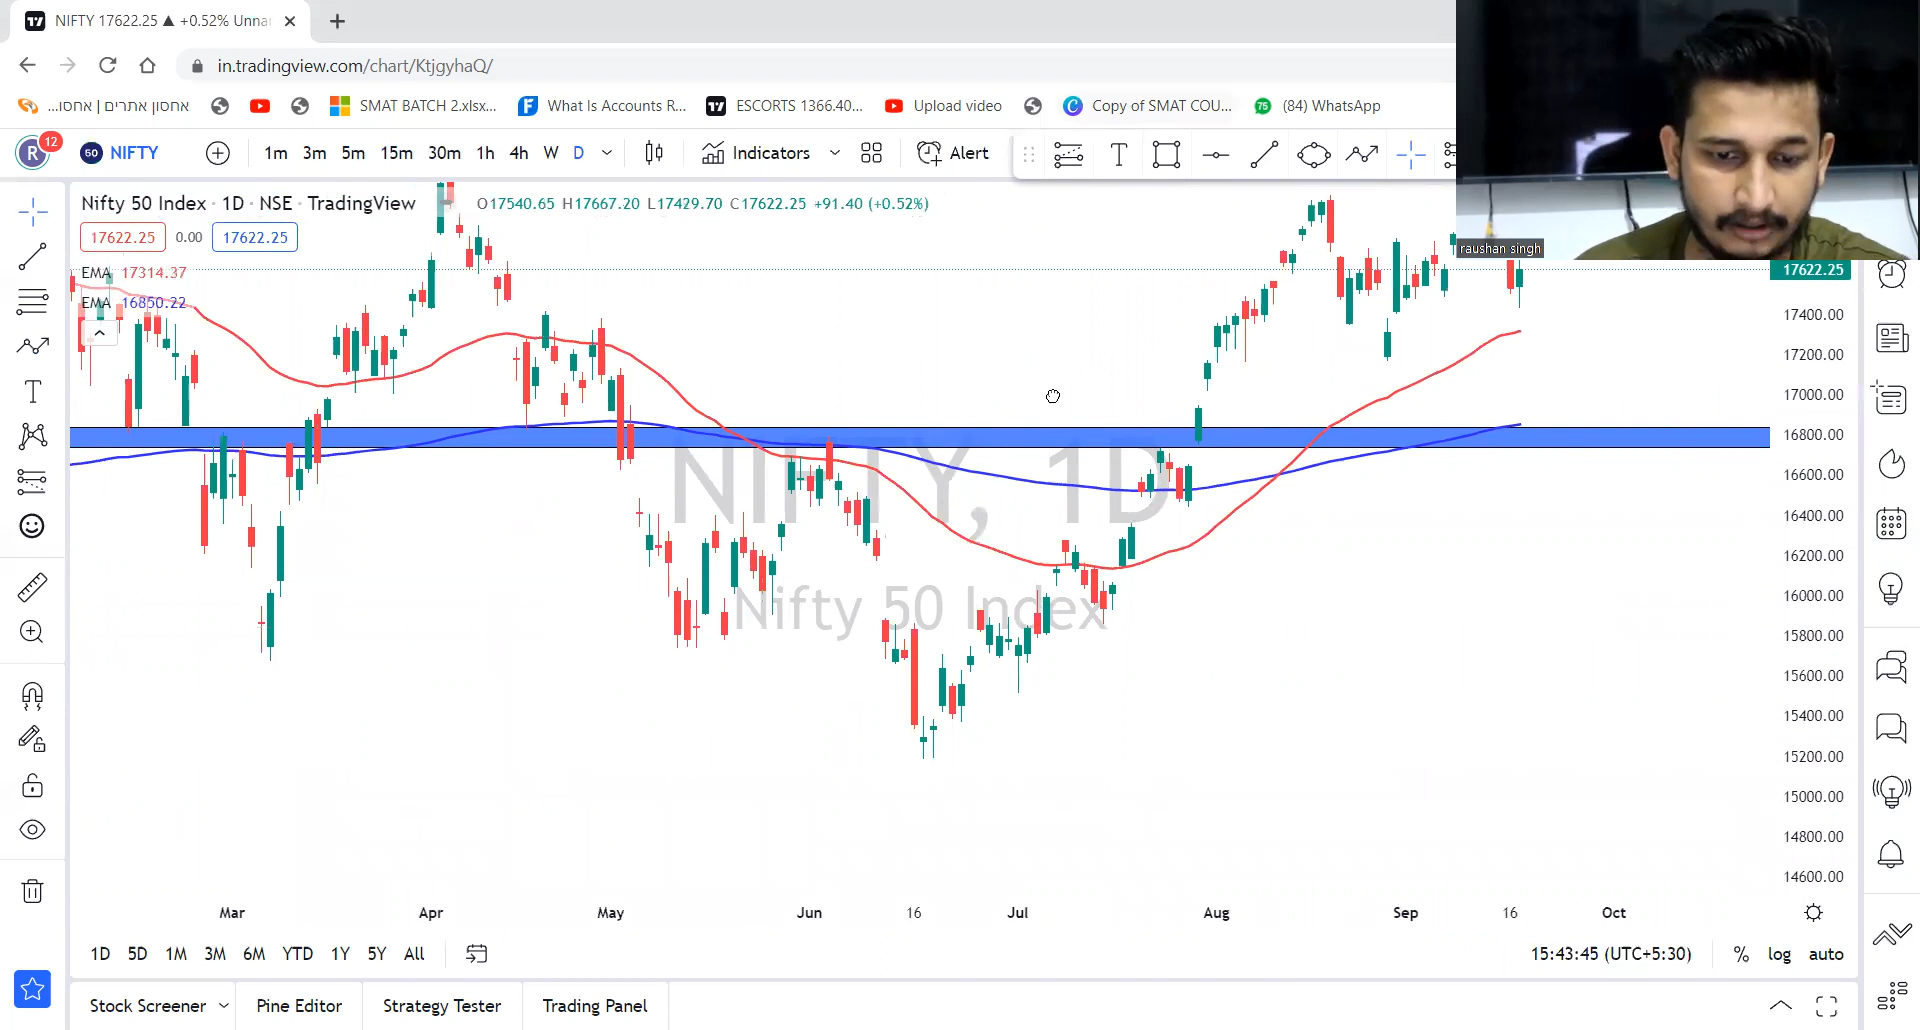 NIFTY 17622.25 ▲ +0.52% Unna
in.tradingview.com/chart/KtjgyhaQ/
אחסון אתרים | אחסו...
SMAT BATCH 2.xlsx...
What Is Accounts R...
ESCORTS 1366.40...
Upload video
Copy of SMAT COU...
75
(84) WhatsApp
R
12
50 NIFTY
1m 3m 5m 15m 30m 1h 4h W D
Indicators
Alert
Nifty 50 Index · 1D · NSE · TradingView
O17540.65 H17667.20 L17429.70 C17622.25 +91.40 (+0.52%)
17622.25 0.00 17622.25
EMA 17314.37
EMA 16850.22
raushan singh
NIFTY, 1D
Nifty 50 Index
17622.25
17400.00
17200.00
17000.00
16800.00
16600.00
16400.00
16200.00
16000.00
15800.00
15600.00
15400.00
15200.00
15000.00
14800.00
14600.00
Mar Apr May Jun 16 Jul Aug Sep 16 Oct
1D 5D 1M 3M 6M YTD 1Y 5Y All
15:43:45 (UTC+5:30) % log auto
Stock Screener Pine Editor Strategy Tester Trading Panel